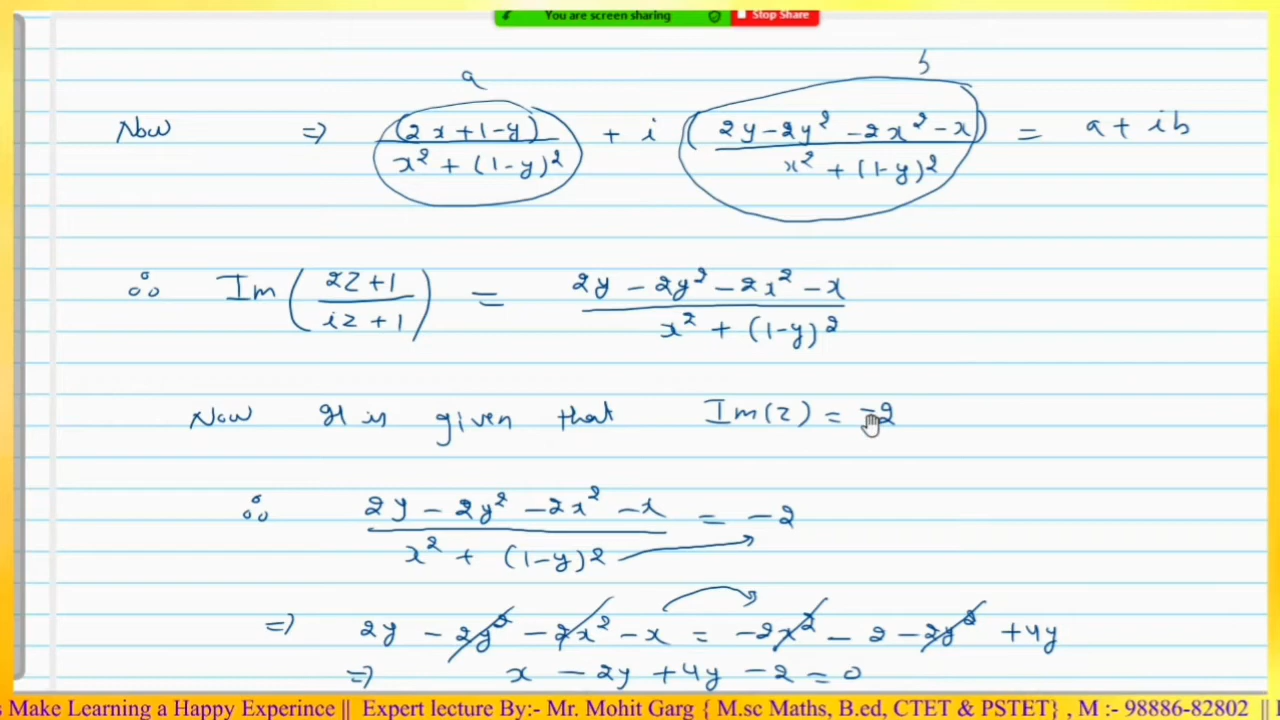 You are screen sharing Stop Share
a b
Now ⇒ (2x+1-y) / x² + (1-y)² + i (2y-2y²-2x²-x) / x² + (1-y)² = a + ib
∴ Im (2Z+1 / iZ+1) = 2y - 2y² - 2x² - x / x² + (1-y)²
Now It is given that Im(z) = -2
∴ 2y - 2y² - 2x² - x / x² + (1-y)² = -2
⇒ 2y - 2y² - 2x² - x = -2x² - 2 - 2y² + 4y
⇒ x - 2y + 4y - 2 = 0
s Make Learning a Happy Experince || Expert lecture By:- Mr. Mohit Garg { M.sc Maths, B.ed, CTET & PSTET} , M :- 98886-82802 ||